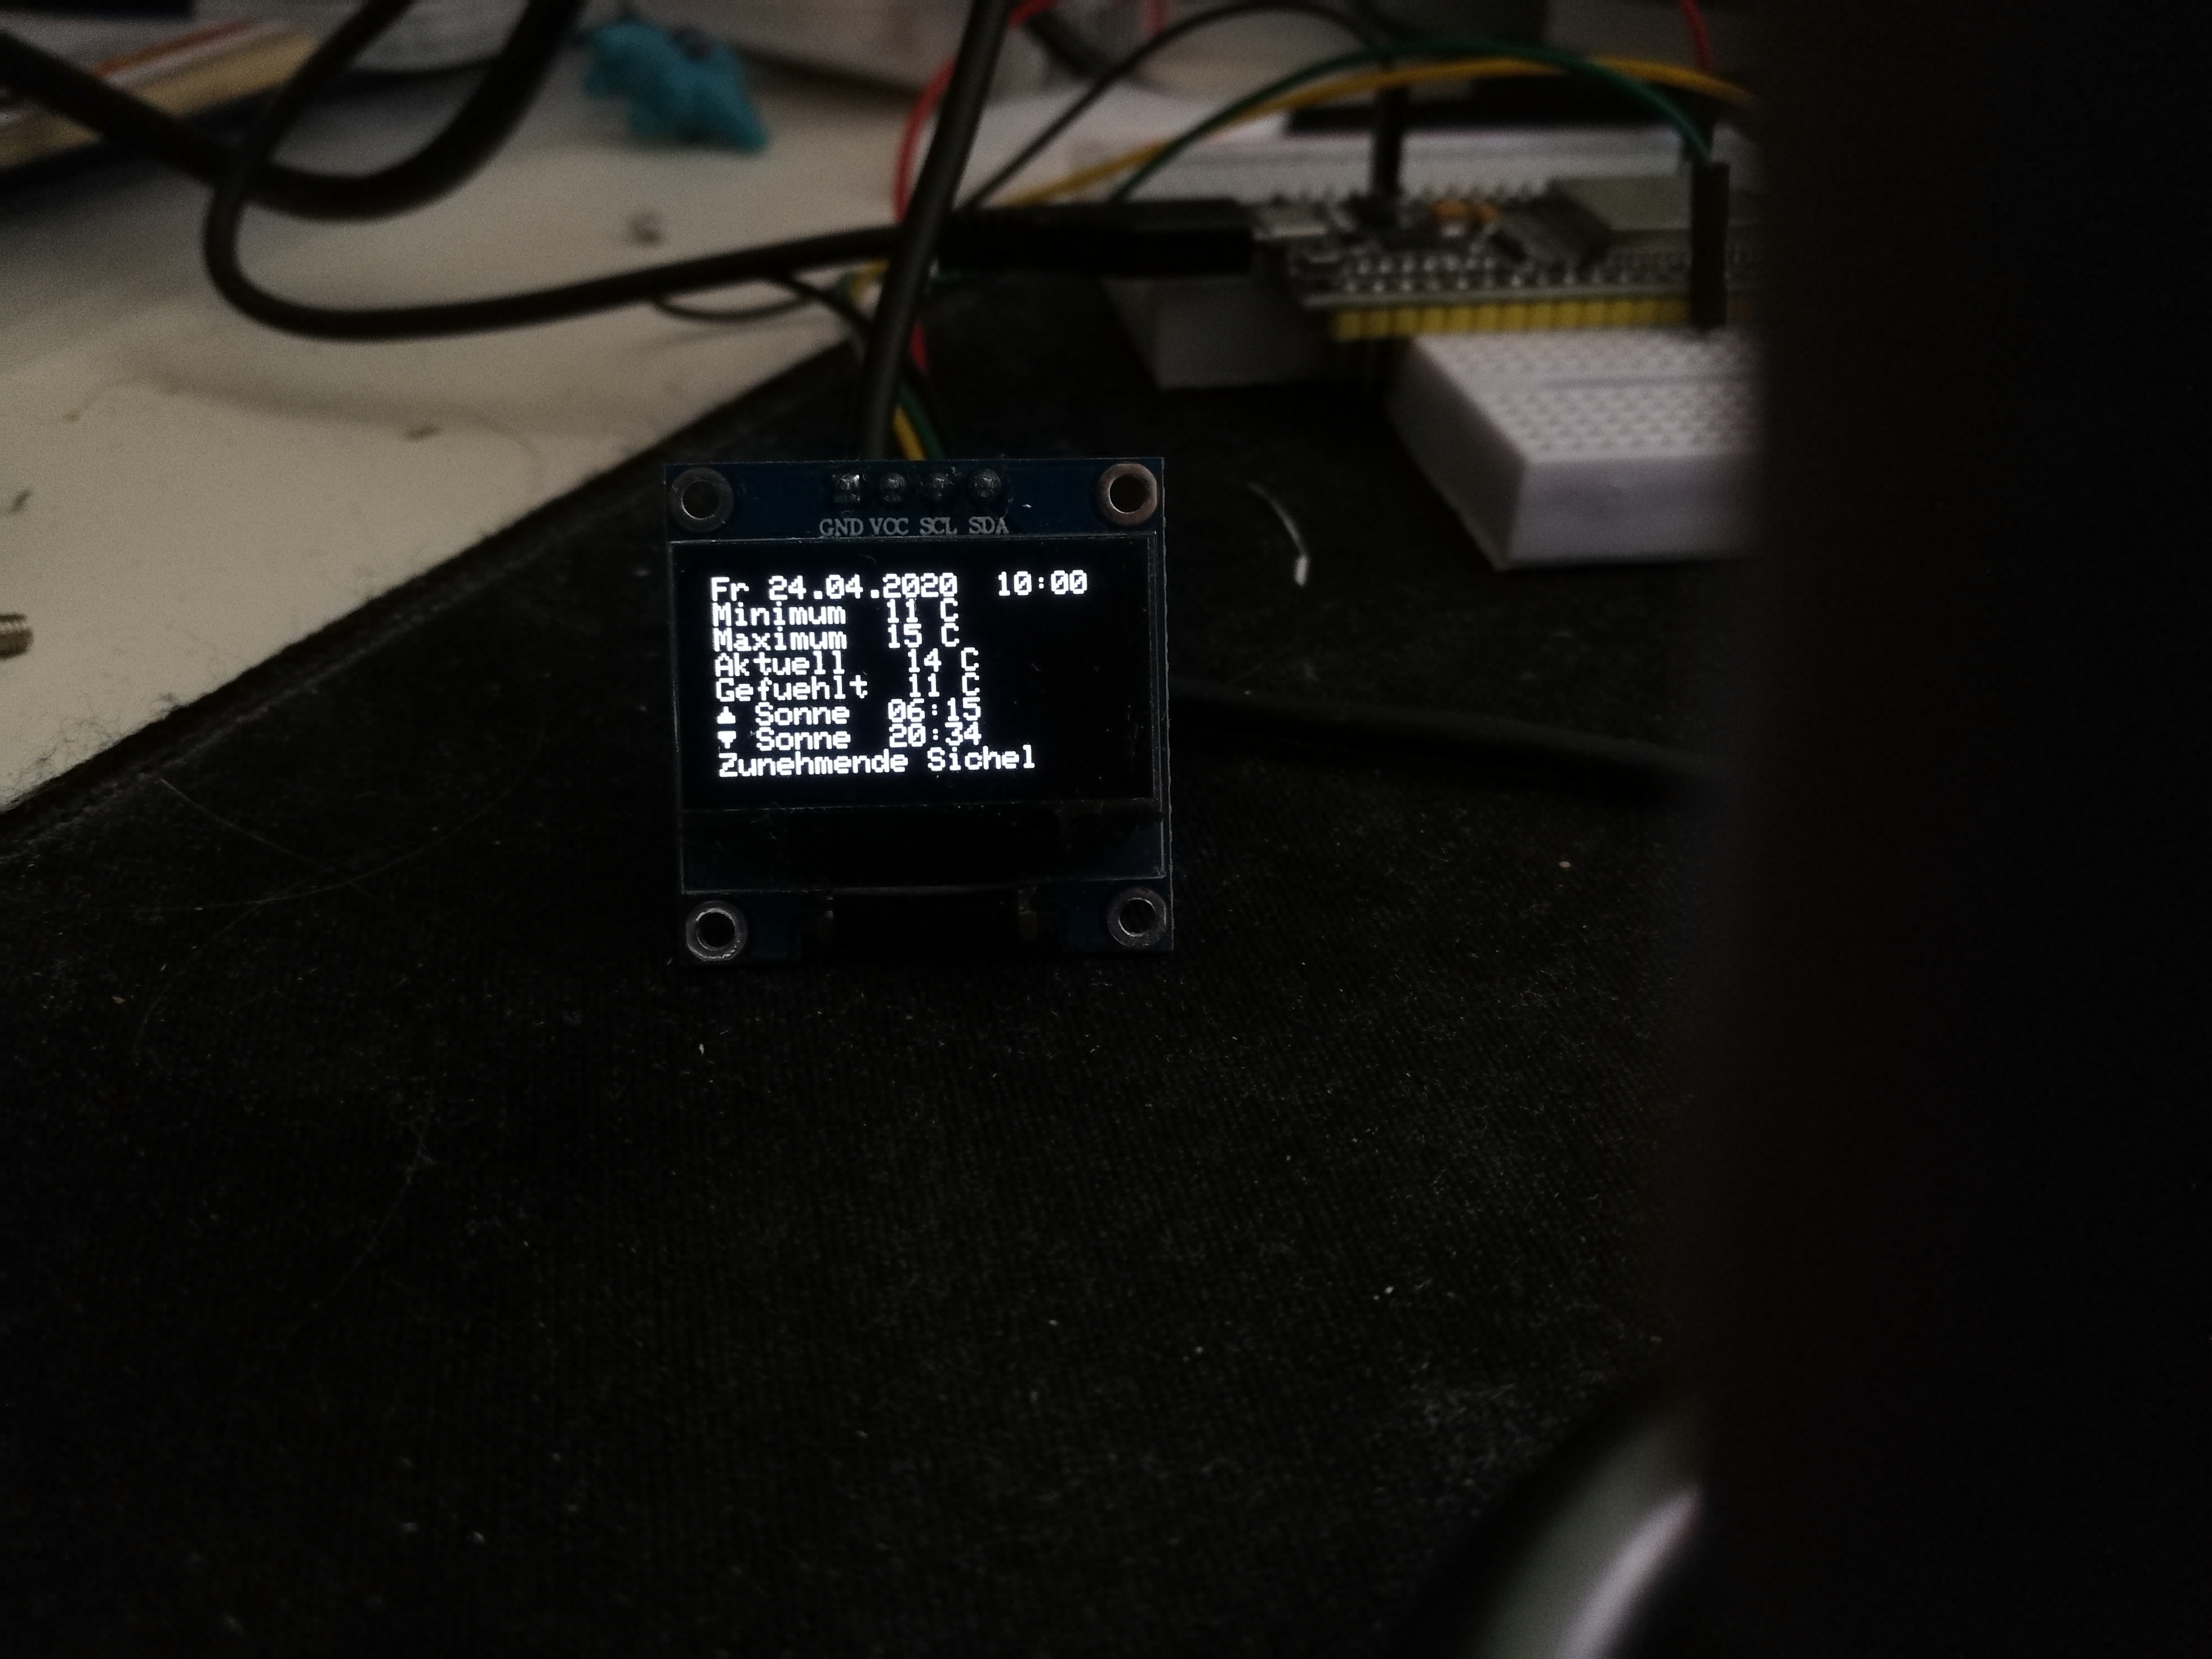 GND VCC SCL SDA
Fr 24.04.2020 10:00
Minimum 11 C
Maximum 15 C
Aktuell 14 C
Gefuehlt 11 C
▲ Sonne 06:15
▼ Sonne 20:34
Zunehmende Sichel